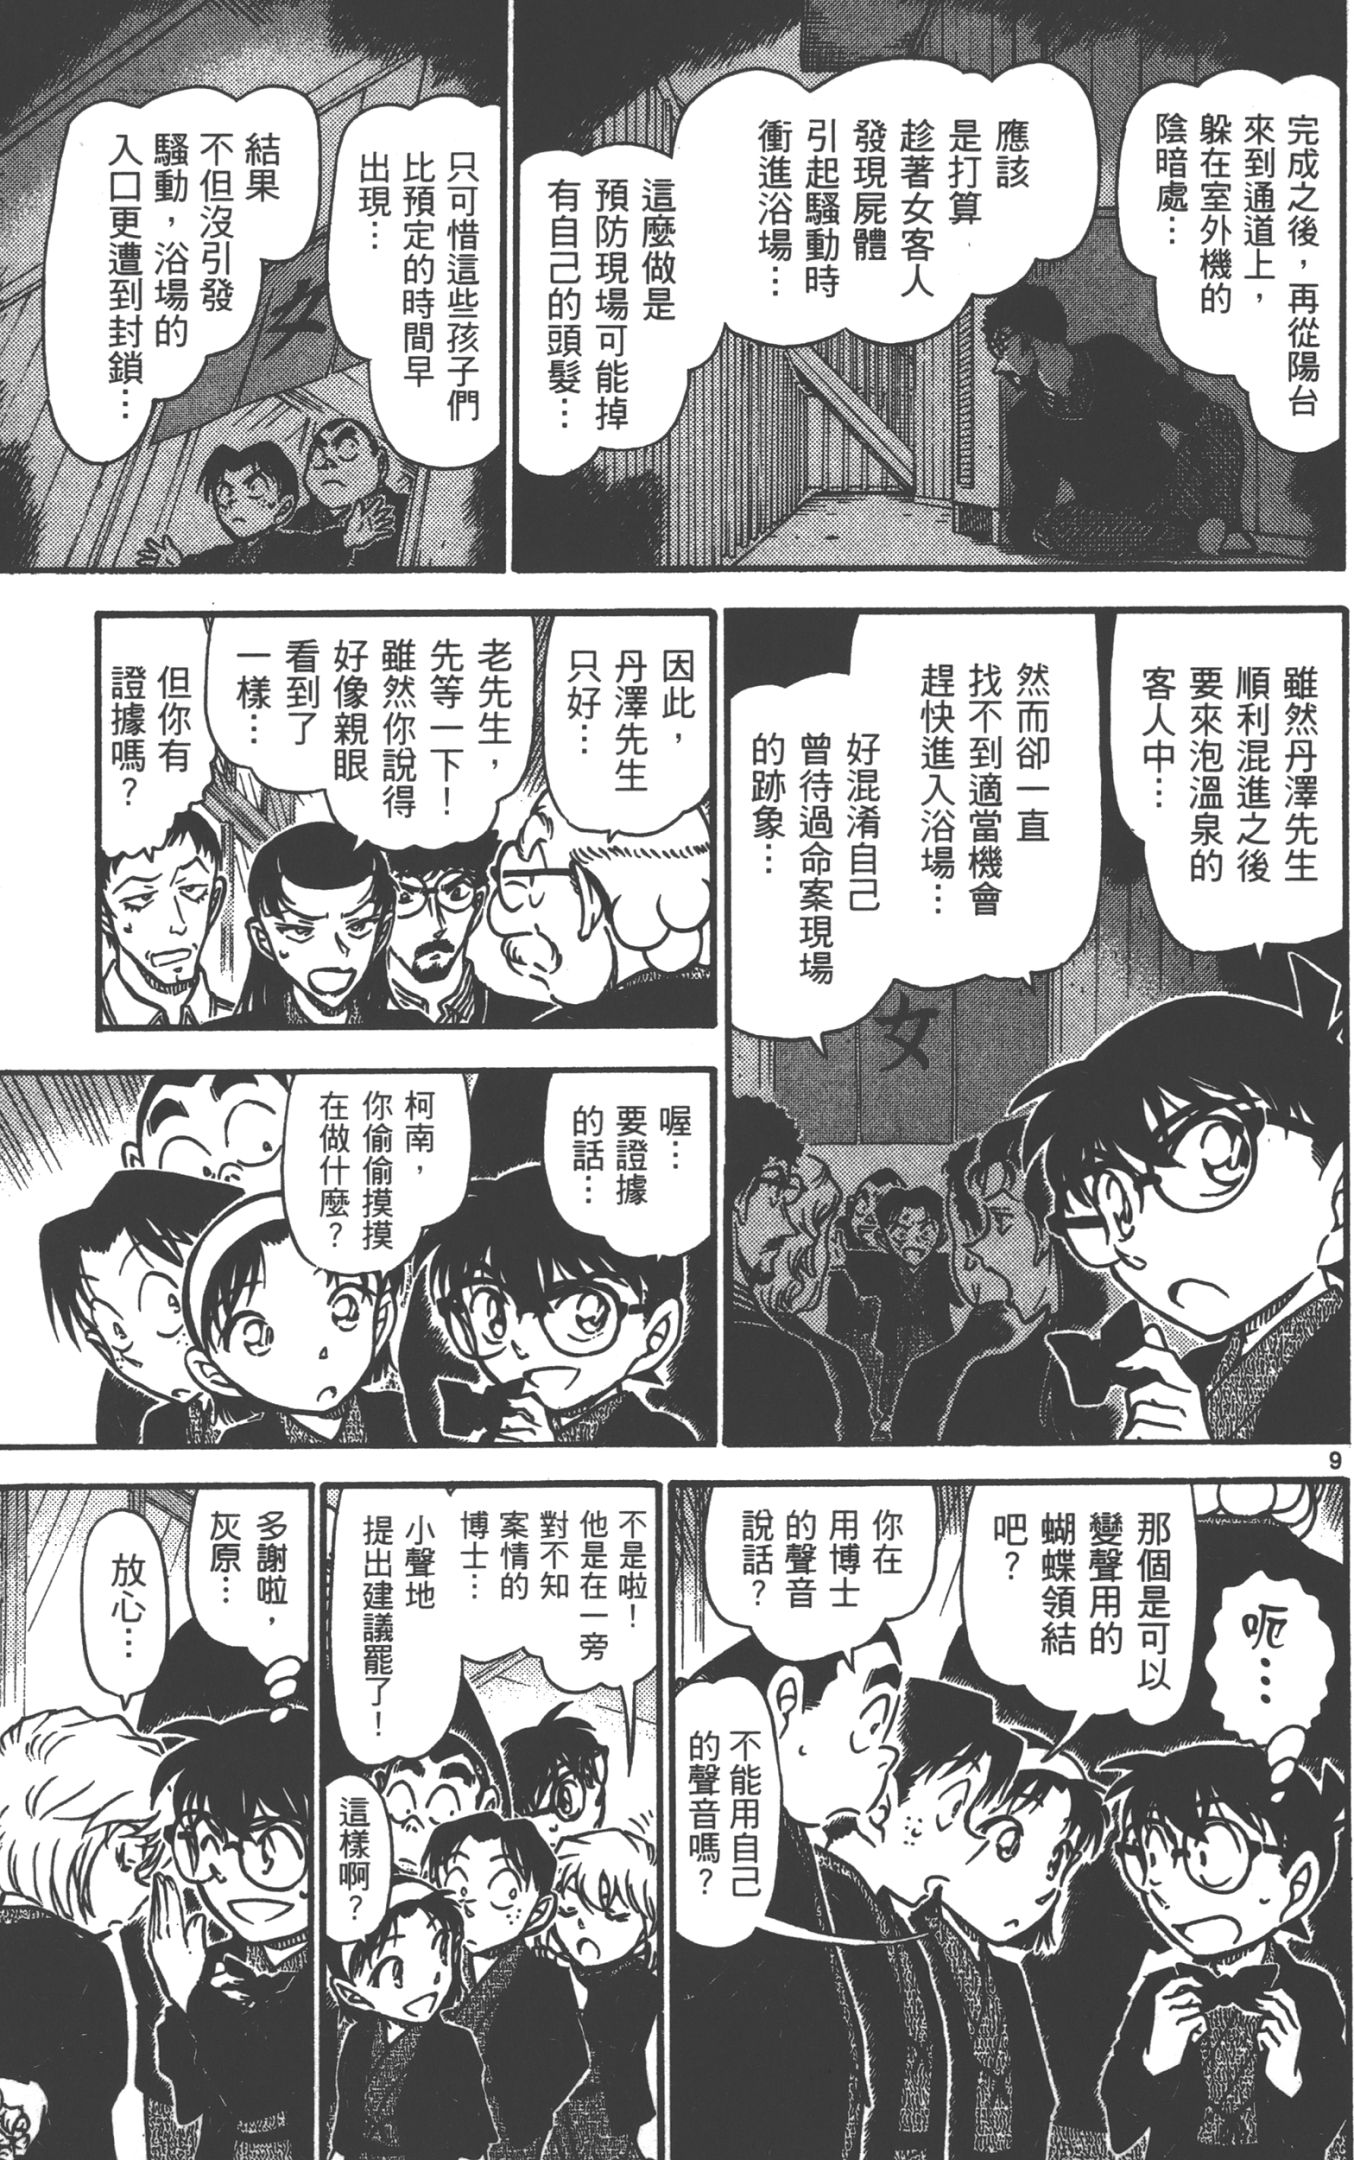 完成之後，再從陽台
來到通道上，
躲在室外機的
陰暗處…
應該
是打算
趁著女客人
發現屍體
引起騷動時
衝進浴場…
這麼做是
預防現場可能掉
有自己的頭髮…
只可惜這些孩子們
比預定的時間早
出現…
結果
不但沒引發
騷動，浴場的
入口更遭到封鎖…
女
雖然丹澤先生
順利混進之後
要來泡溫泉的
客人中…
然而卻一直
找不到適當機會
趕快進入浴場…
好混淆自己
曾待過命案現場
的跡象…
女
因此，
丹澤先生
只好…
老先生，
先等一下！
雖然你說得
好像親眼
看到了
一樣…
但你有
證據嗎？
喔…
要證據
的話…
柯南，
你偷偷摸摸
在做什麼？
9
呃…
那個是可以
變聲用的
蝴蝶領結
吧？
你在
用博士
的聲音
說話？
不能用自己
的聲音嗎？
不是啦！
他是在一旁
對不知
案情的
博士…
小聲地
提出建議罷了！
這樣啊？
多謝啦，
灰原…
放心…